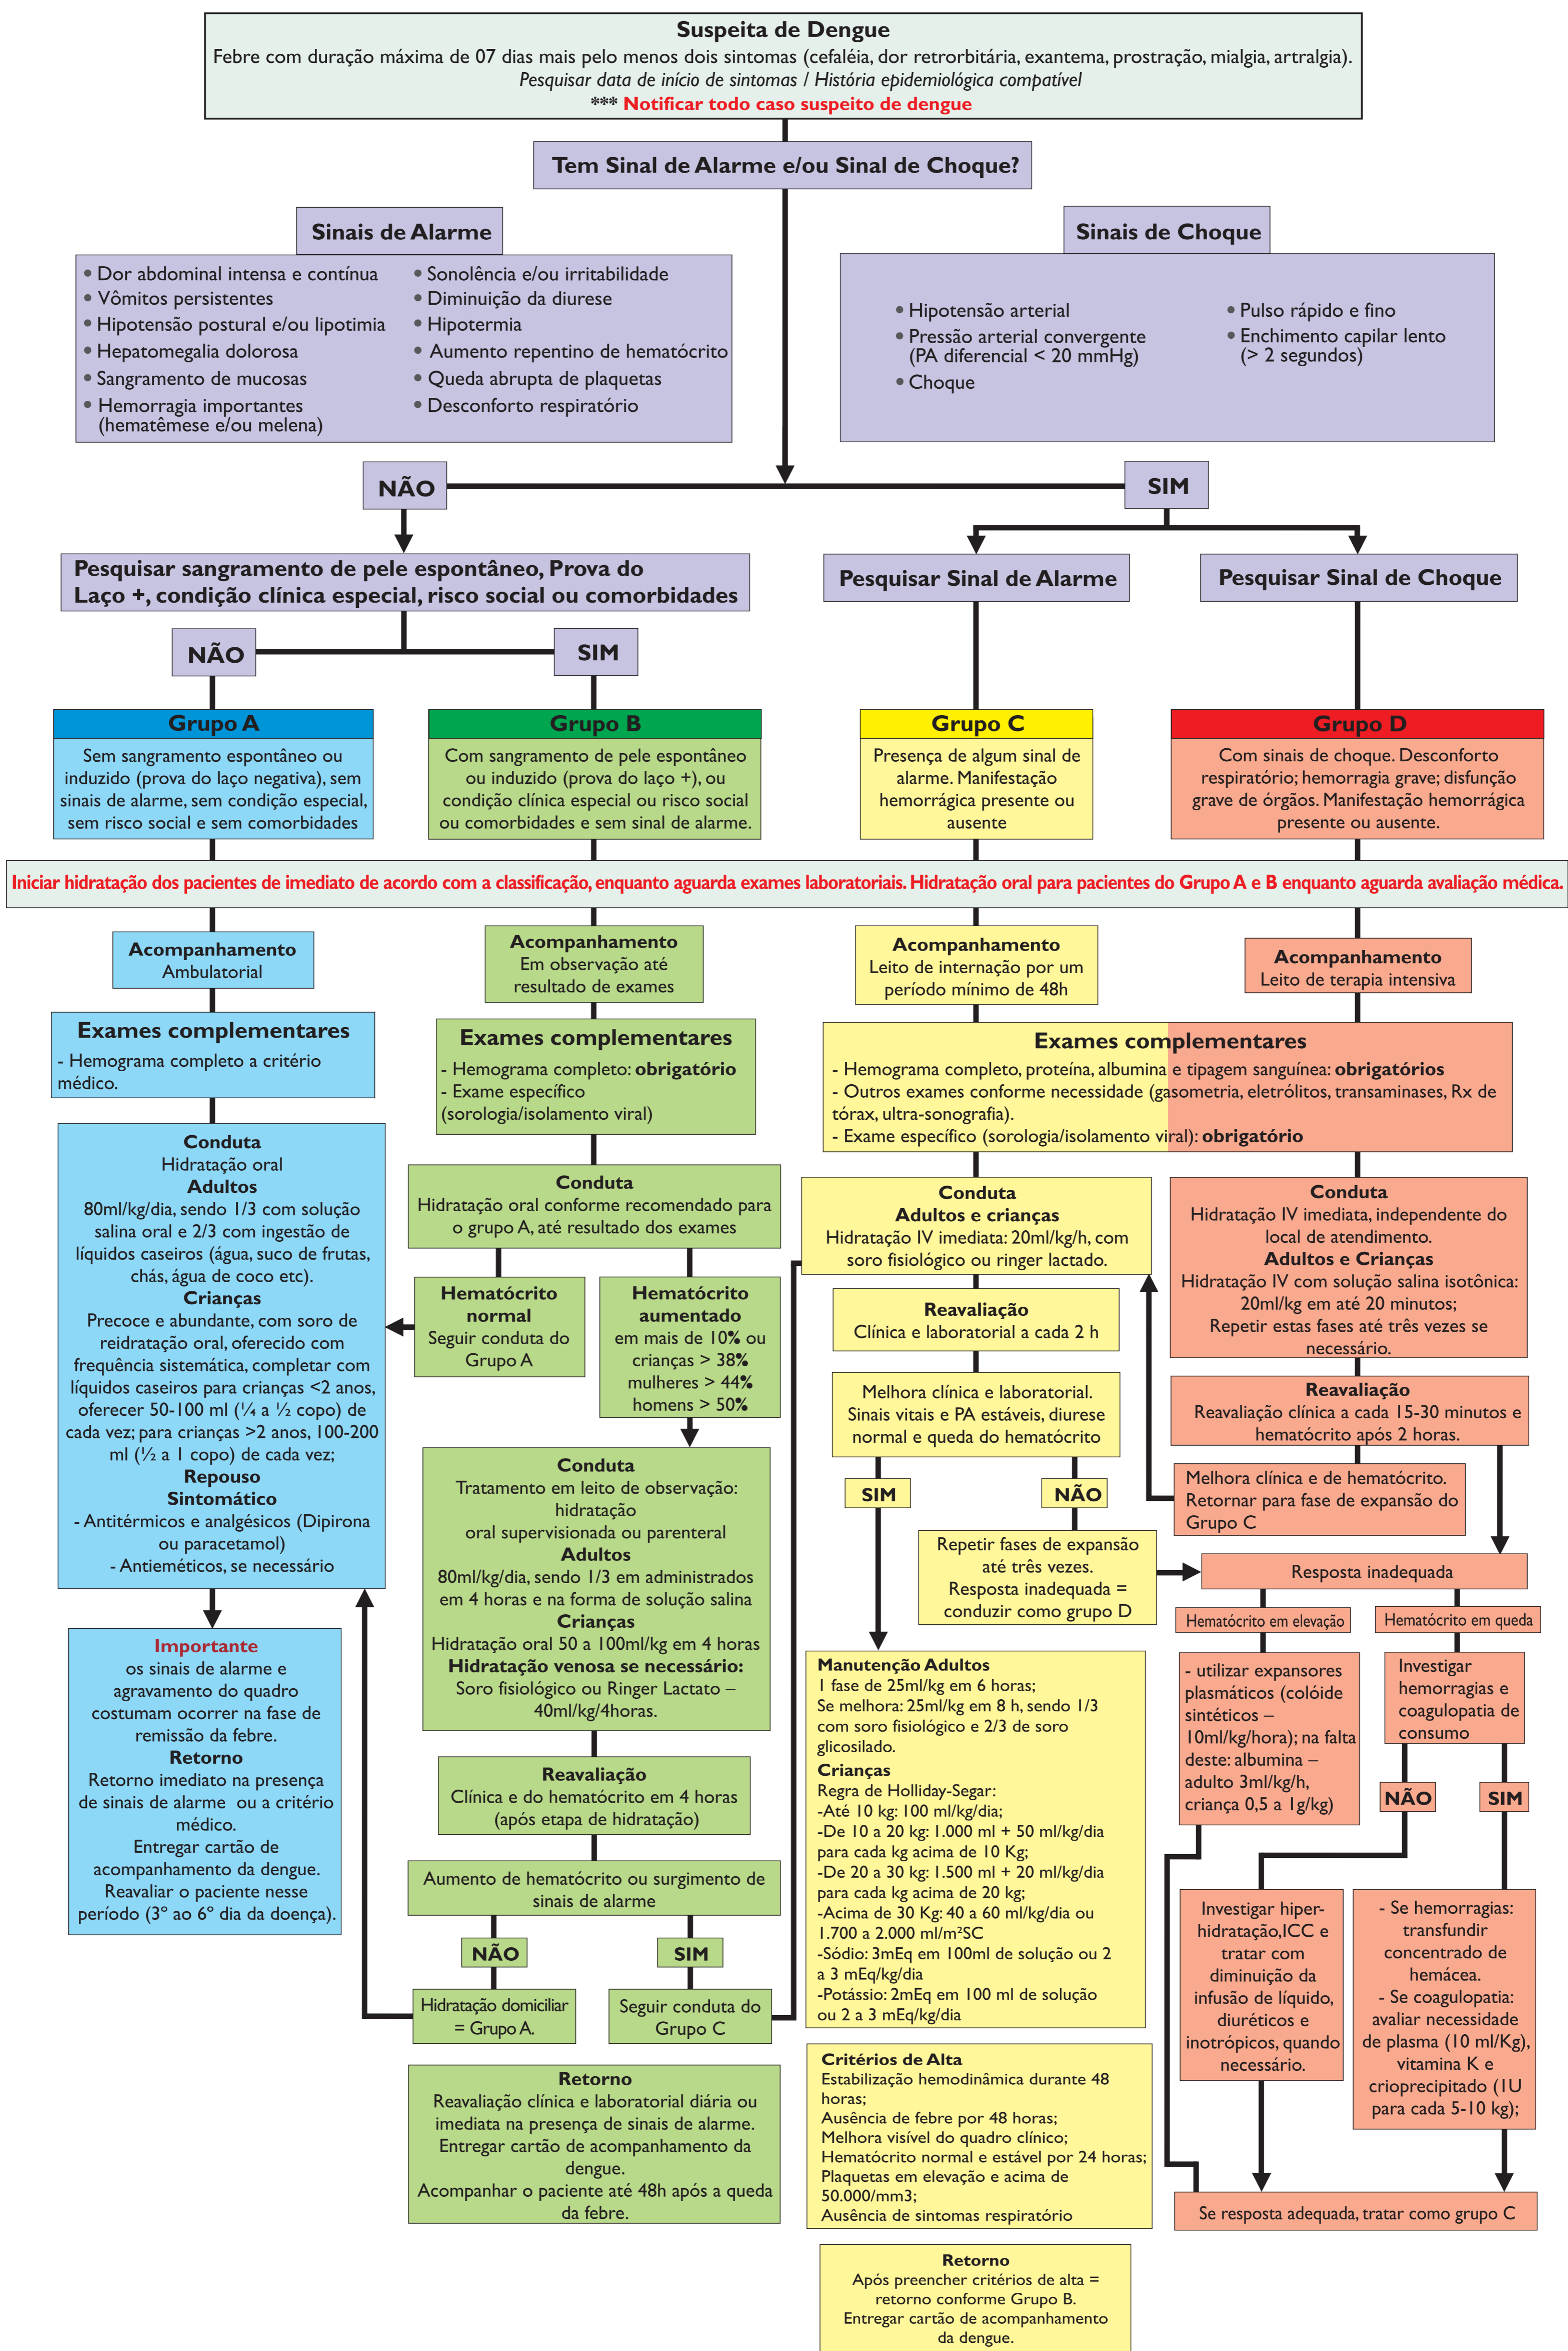 Suspeita de Dengue
Febre com duração máxima de 07 dias mais pelo menos dois sintomas (cefaléia, dor retrorbitária, exantema, prostração, mialgia, artralgia).
Pesquisar data de início de sintomas / História epidemiológica compatível
*** Notificar todo caso suspeito de dengue
Tem Sinal de Alarme e/ou Sinal de Choque?
Sinais de Alarme
• Dor abdominal intensa e contínua
• Vômitos persistentes
• Hipotensão postural e/ou lipotimia
• Hepatomegalia dolorosa
• Sangramento de mucosas
• Hemorragia importantes
(hematêmese e/ou melena)
• Sonolência e/ou irritabilidade
• Diminuição da diurese
• Hipotermia
• Aumento repentino de hematócrito
• Queda abrupta de plaquetas
• Desconforto respiratório
Sinais de Choque
• Hipotensão arterial
• Pressão arterial convergente
(PA diferencial < 20 mmHg)
• Choque
• Pulso rápido e fino
• Enchimento capilar lento
(> 2 segundos)
NÃO
SIM
Pesquisar sangramento de pele espontâneo, Prova do
Laço +, condição clínica especial, risco social ou comorbidades
Pesquisar Sinal de Alarme
Pesquisar Sinal de Choque
NÃO
SIM
Grupo A
Sem sangramento espontâneo ou
induzido (prova do laço negativa), sem
sinais de alarme, sem condição especial,
sem risco social e sem comorbidades
Grupo B
Com sangramento de pele espontâneo
ou induzido (prova do laço +), ou
condição clínica especial ou risco social
ou comorbidades e sem sinal de alarme.
Grupo C
Presença de algum sinal de
alarme. Manifestação
hemorrágica presente ou
ausente
Grupo D
Com sinais de choque. Desconforto
respiratório; hemorragia grave; disfunção
grave de órgãos. Manifestação hemorrágica
presente ou ausente.
Iniciar hidratação dos pacientes de imediato de acordo com a classificação, enquanto aguarda exames laboratoriais. Hidratação oral para pacientes do Grupo A e B enquanto aguarda avaliação médica.
Acompanhamento
Ambulatorial
Exames complementares
- Hemograma completo a critério
médico.
Conduta
Hidratação oral
Adultos
80ml/kg/dia, sendo 1/3 com solução
salina oral e 2/3 com ingestão de
líquidos caseiros (água, suco de frutas,
chás, água de coco etc).
Crianças
Precoce e abundante, com soro de
reidratação oral, oferecido com
frequência sistemática, completar com
líquidos caseiros para crianças <2 anos,
oferecer 50-100 ml (¼ a ½ copo) de
cada vez; para crianças >2 anos, 100-200
ml (½ a 1 copo) de cada vez;
Repouso
Sintomático
- Antitérmicos e analgésicos (Dipirona
ou paracetamol)
- Antieméticos, se necessário
Importante
os sinais de alarme e
agravamento do quadro
costumam ocorrer na fase de
remissão da febre.
Retorno
Retorno imediato na presença
de sinais de alarme ou a critério
médico.
Entregar cartão de
acompanhamento da dengue.
Reavaliar o paciente nesse
período (3º ao 6º dia da doença).
Acompanhamento
Em observação até
resultado de exames
Exames complementares
- Hemograma completo: obrigatório
- Exame específico
(sorologia/isolamento viral)
Conduta
Hidratação oral conforme recomendado para
o grupo A, até resultado dos exames
Hematócrito
normal
Seguir conduta do
Grupo A
Hematócrito
aumentado
em mais de 10% ou
crianças > 38%
mulheres > 44%
homens > 50%
Conduta
Tratamento em leito de observação:
hidratação
oral supervisionada ou parenteral
Adultos
80ml/kg/dia, sendo 1/3 em administrados
em 4 horas e na forma de solução salina
Crianças
Hidratação oral 50 a 100ml/kg em 4 horas
Hidratação venosa se necessário:
Soro fisiológico ou Ringer Lactato –
40ml/kg/4horas.
Reavaliação
Clínica e do hematócrito em 4 horas
(após etapa de hidratação)
Aumento de hematócrito ou surgimento de
sinais de alarme
NÃO
SIM
Hidratação domiciliar
= Grupo A.
Seguir conduta do
Grupo C
Retorno
Reavaliação clínica e laboratorial diária ou
imediata na presença de sinais de alarme.
Entregar cartão de acompanhamento da
dengue.
Acompanhar o paciente até 48h após a queda
da febre.
Acompanhamento
Leito de internação por um
período mínimo de 48h
Acompanhamento
Leito de terapia intensiva
Exames complementares
- Hemograma completo, proteína, albumina e tipagem sanguínea: obrigatórios
- Outros exames conforme necessidade (gasometria, eletrólitos, transaminases, Rx de
tórax, ultra-sonografia).
- Exame específico (sorologia/isolamento viral): obrigatório
Conduta
Adultos e crianças
Hidratação IV imediata: 20ml/kg/h, com
soro fisiológico ou ringer lactado.
Reavaliação
Clínica e laboratorial a cada 2 h
Melhora clínica e laboratorial.
Sinais vitais e PA estáveis, diurese
normal e queda do hematócrito
SIM
NÃO
Repetir fases de expansão
até três vezes.
Resposta inadequada =
conduzir como grupo D
Manutenção Adultos
1 fase de 25ml/kg em 6 horas;
Se melhora: 25ml/kg em 8 h, sendo 1/3
com soro fisiológico e 2/3 de soro
glicosilado.
Crianças
Regra de Holliday-Segar:
-Até 10 kg: 100 ml/kg/dia;
-De 10 a 20 kg: 1.000 ml + 50 ml/kg/dia
para cada kg acima de 10 Kg;
-De 20 a 30 kg: 1.500 ml + 20 ml/kg/dia
para cada kg acima de 20 kg;
-Acima de 30 Kg: 40 a 60 ml/kg/dia ou
1.700 a 2.000 ml/m²SC
-Sódio: 3mEq em 100ml de solução ou 2
a 3 mEq/kg/dia
-Potássio: 2mEq em 100 ml de solução
ou 2 a 3 mEq/kg/dia
Critérios de Alta
Estabilização hemodinâmica durante 48
horas;
Ausência de febre por 48 horas;
Melhora visível do quadro clínico;
Hematócrito normal e estável por 24 horas;
Plaquetas em elevação e acima de
50.000/mm3;
Ausência de sintomas respiratório
Retorno
Após preencher critérios de alta =
retorno conforme Grupo B.
Entregar cartão de acompanhamento
da dengue.
Conduta
Hidratação IV imediata, independente do
local de atendimento.
Adultos e Crianças
Hidratação IV com solução salina isotônica:
20ml/kg em até 20 minutos;
Repetir estas fases até três vezes se
necessário.
Reavaliação
Reavaliação clínica a cada 15-30 minutos e
hematócrito após 2 horas.
Melhora clínica e de hematócrito.
Retornar para fase de expansão do
Grupo C
Resposta inadequada
Hematócrito em elevação
Hematócrito em queda
- utilizar expansores
plasmáticos (colóide
sintéticos –
10ml/kg/hora); na falta
deste: albumina –
adulto 3ml/kg/h,
criança 0,5 a 1g/kg)
Investigar
hemorragias e
coagulopatia de
consumo
NÃO
SIM
Investigar hiper-
hidratação,ICC e
tratar com
diminuição da
infusão de líquido,
diuréticos e
inotrópicos, quando
necessário.
- Se hemorragias:
transfundir
concentrado de
hemácea.
- Se coagulopatia:
avaliar necessidade
de plasma (10 ml/Kg),
vitamina K e
crioprecipitado (1U
para cada 5-10 kg);
Se resposta adequada, tratar como grupo C